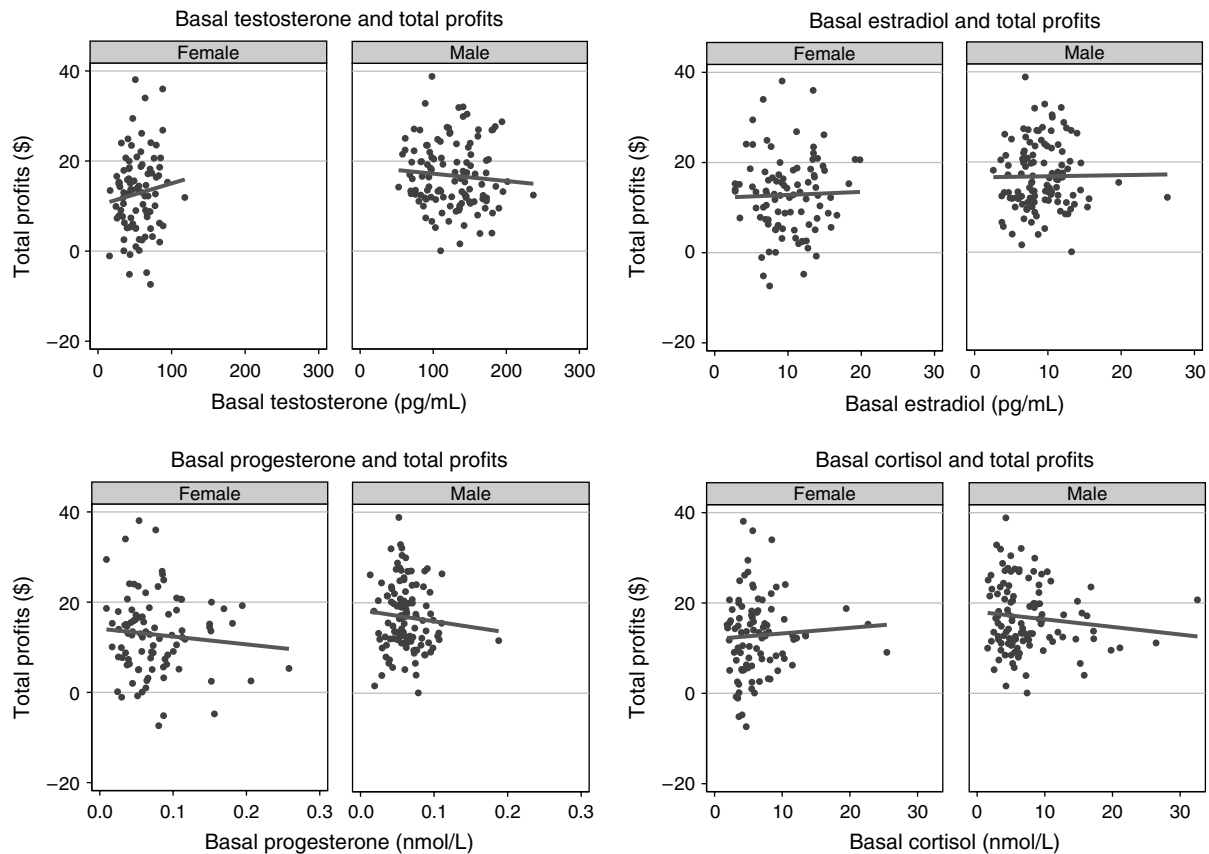 Basal testosterone and total profits
Female
Male
Total profits ($)
40
20
0
−20
0
100
200
300
0
100
200
300
Basal testosterone (pg/mL)
Basal estradiol and total profits
Female
Male
Total profits ($)
40
20
0
−20
0
10
20
30
0
10
20
30
Basal estradiol (pg/mL)
Basal progesterone and total profits
Female
Male
Total profits ($)
40
20
0
−20
0.0
0.1
0.2
0.3
0.0
0.1
0.2
0.3
Basal progesterone (nmol/L)
Basal cortisol and total profits
Female
Male
Total profits ($)
40
20
0
−20
0
10
20
30
0
10
20
30
Basal cortisol (nmol/L)